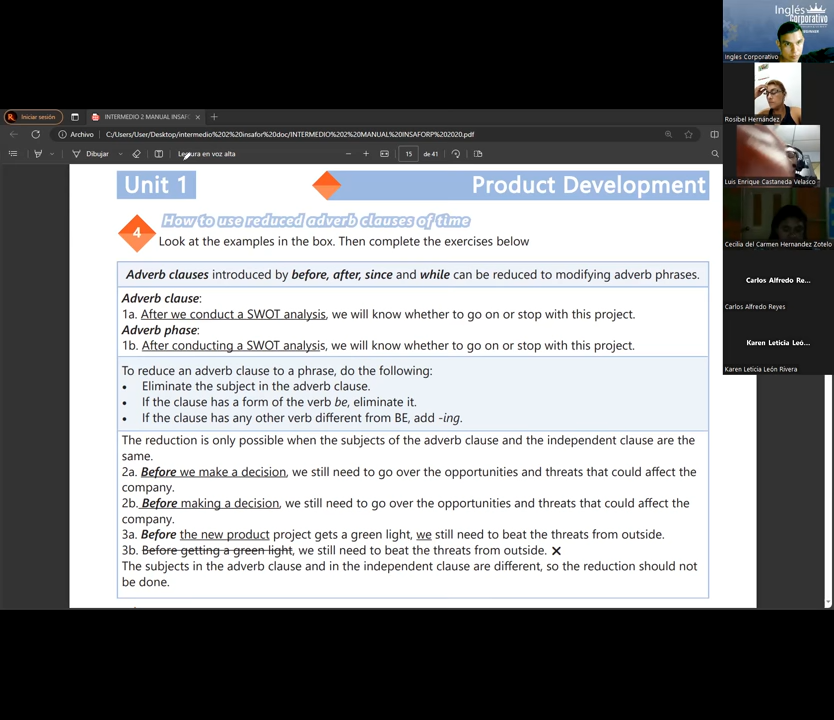 Inglés
Corporativo
Ingles Corporativo
Rosibel Hernández
Luis Enrique Castaneda Velasco
Cecilia del Carmen Hernandez Zotelo
Carlos Alfredo Re...
Carlos Alfredo Reyes
Karen Leticia Leó...
Karen Leticia León Rivera
Iniciar sesión
INTERMEDIO 2 MANUAL INSAF
Archivo
C:/Users/User/Desktop/intermedio%202%20insafor%20doc/INTERMEDIO%202%20MANUAL%20INSAFORP%202020.pdf
Dibujar
Lectura en voz alta
15
de 41
Unit 1
Product Development
4
How to use reduced adverb clauses of time
Look at the examples in the box. Then complete the exercises below
Adverb clauses introduced by before, after, since and while can be reduced to modifying adverb phrases.
Adverb clause:
1a. After we conduct a SWOT analysis, we will know whether to go on or stop with this project.
Adverb phase:
1b. After conducting a SWOT analysis, we will know whether to go on or stop with this project.
To reduce an adverb clause to a phrase, do the following:
• Eliminate the subject in the adverb clause.
• If the clause has a form of the verb be, eliminate it.
• If the clause has any other verb different from BE, add -ing.
The reduction is only possible when the subjects of the adverb clause and the independent clause are the
same.
2a. Before we make a decision, we still need to go over the opportunities and threats that could affect the
company.
2b. Before making a decision, we still need to go over the opportunities and threats that could affect the
company.
3a. Before the new product project gets a green light, we still need to beat the threats from outside.
3b. Before getting a green light, we still need to beat the threats from outside. ✕
The subjects in the adverb clause and in the independent clause are different, so the reduction should not
be done.